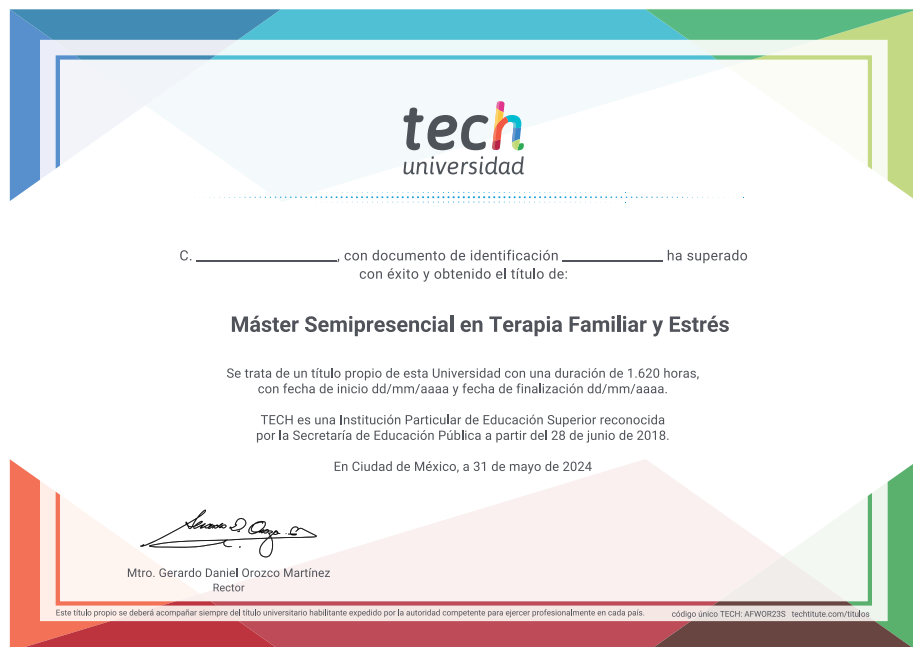 tech
universidad
C. __________________, con documento de identificación _____________ ha superado
con éxito y obtenido el título de:
Máster Semipresencial en Terapia Familiar y Estrés
Se trata de un título propio de esta Universidad con una duración de 1.620 horas,
con fecha de inicio dd/mm/aaaa y fecha de finalización dd/mm/aaaa.
TECH es una Institución Particular de Educación Superior reconocida
por la Secretaría de Educación Pública a partir del 28 de junio de 2018.
En Ciudad de México, a 31 de mayo de 2024
Mtro. Gerardo Daniel Orozco Martínez
Rector
Este título propio se deberá acompañar siempre del título universitario habilitante expedido por la autoridad competente para ejercer profesionalmente en cada país. código único TECH: AFWOR23S techtitute.com/titulos